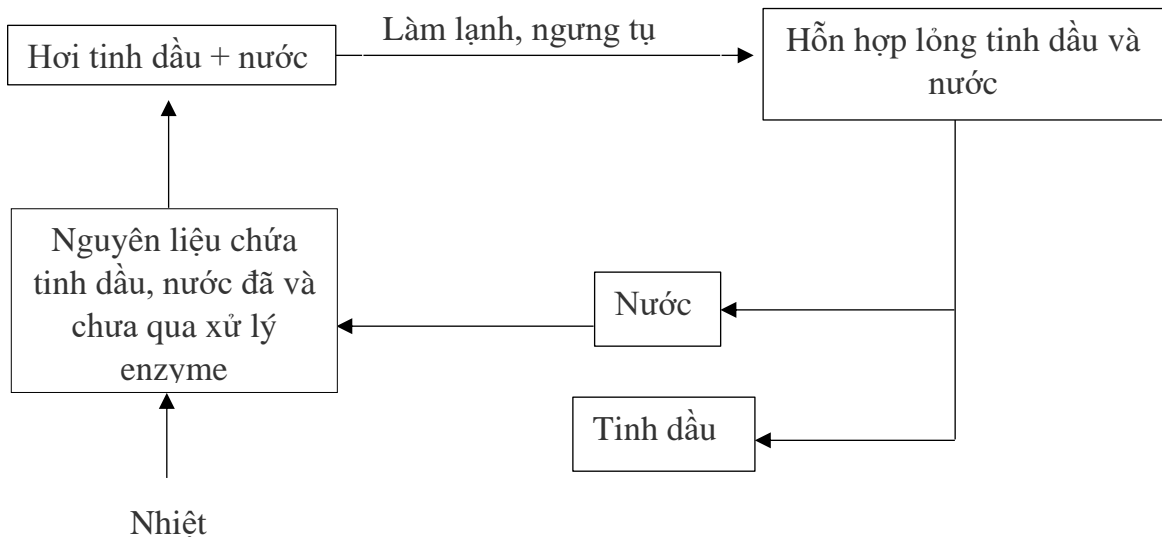 Hơi tinh dầu + nước
Làm lạnh, ngưng tụ
Hỗn hợp lỏng tinh dầu và
nước
Nguyên liệu chứa
tinh dầu, nước đã và
chưa qua xử lý
enzyme
Nước
Tinh dầu
Nhiệt